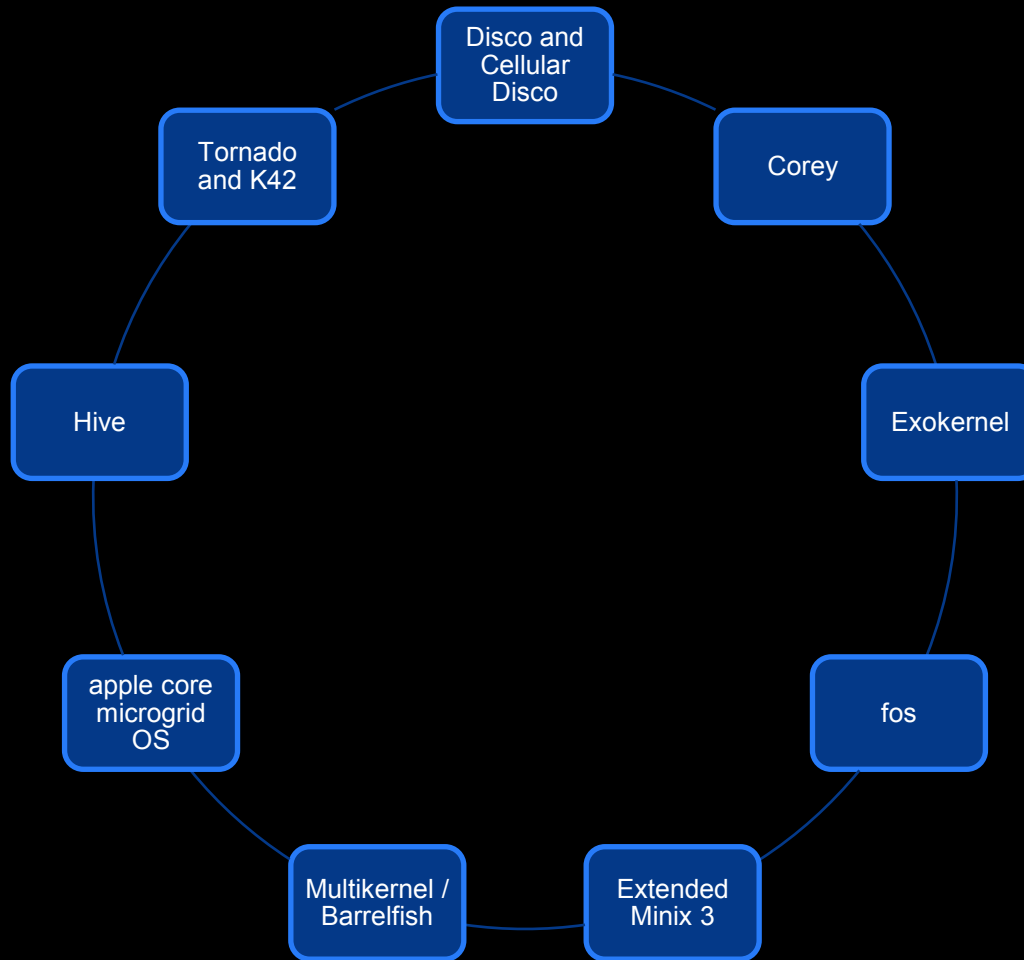 Disco and
Cellular
Disco
Corey
Exokernel
fos
Extended
Minix 3
Multikernel /
Barrelfish
apple core
microgrid
OS
Hive
Tornado
and K42